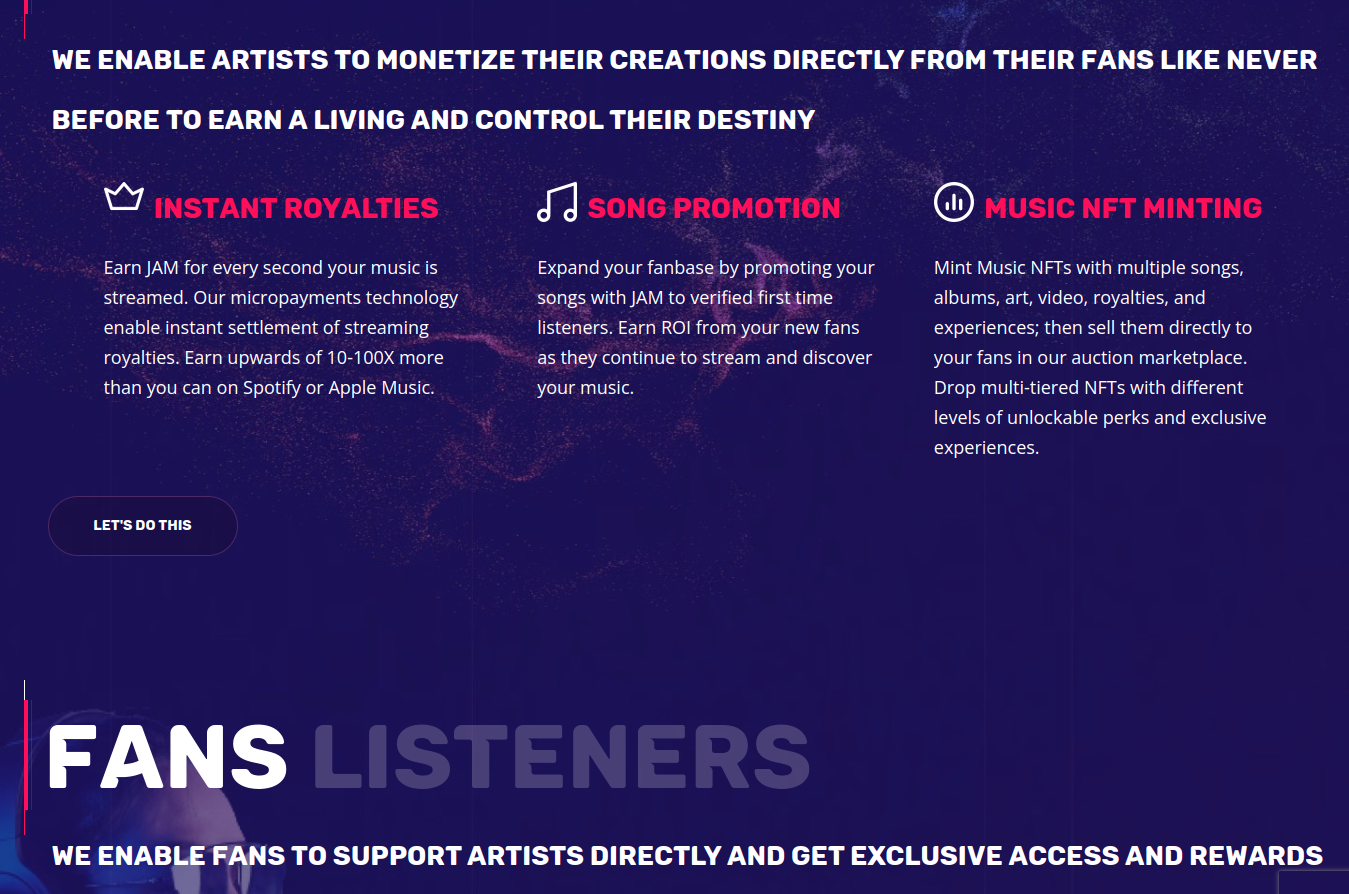 WE ENABLE ARTISTS TO MONETIZE THEIR CREATIONS DIRECTLY FROM THEIR FANS LIKE NEVER
BEFORE TO EARN A LIVING AND CONTROL THEIR DESTINY
INSTANT ROYALTIES
Earn JAM for every second your music is
streamed. Our micropayments technology
enable instant settlement of streaming
royalties. Earn upwards of 10-100X more
than you can on Spotify or Apple Music.
SONG PROMOTION
Expand your fanbase by promoting your
songs with JAM to verified first time
listeners. Earn ROI from your new fans
as they continue to stream and discover
your music.
MUSIC NFT MINTING
Mint Music NFTs with multiple songs,
albums, art, video, royalties, and
experiences; then sell them directly to
your fans in our auction marketplace.
Drop multi-tiered NFTs with different
levels of unlockable perks and exclusive
experiences.
LET'S DO THIS
FANS LISTENERS
WE ENABLE FANS TO SUPPORT ARTISTS DIRECTLY AND GET EXCLUSIVE ACCESS AND REWARDS